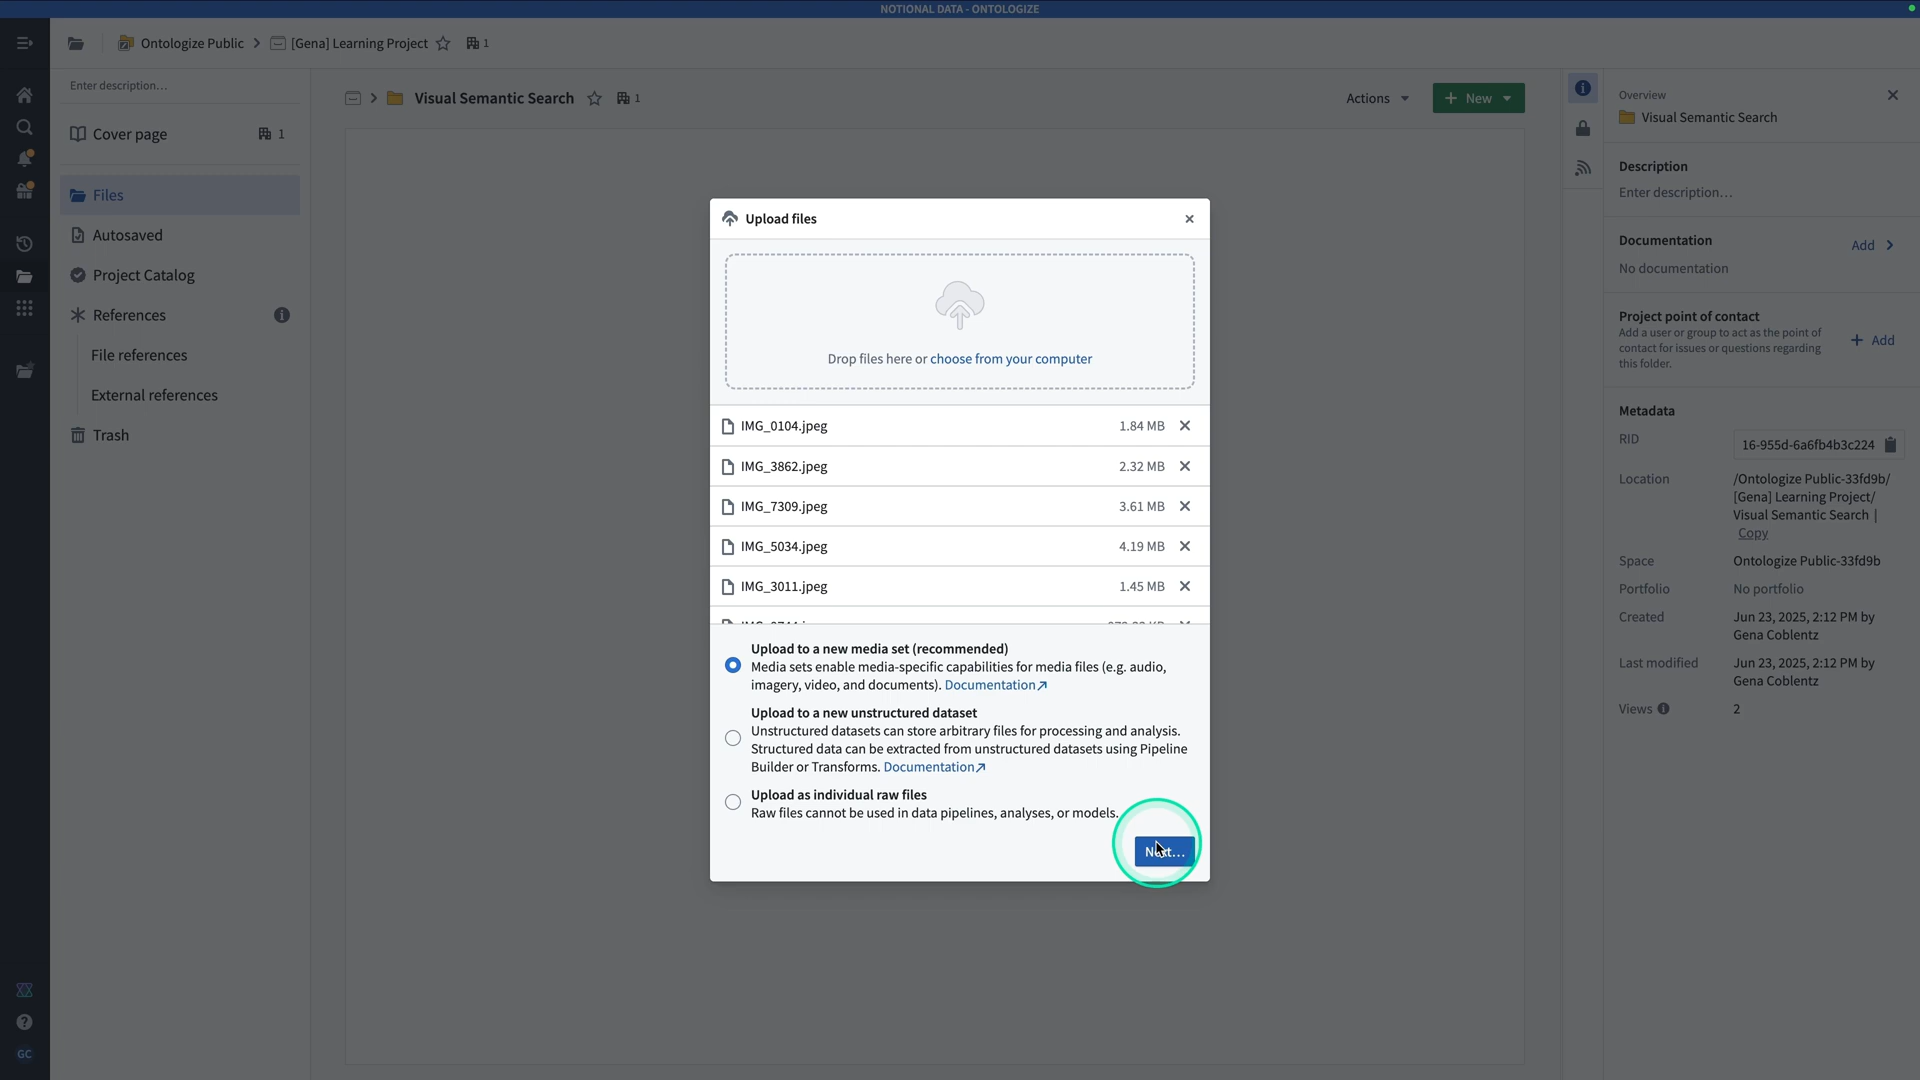 NOTIONAL DATA - ONTOLOGIZE
Ontologize Public
[Gena] Learning Project
1
Enter description...
Cover page
1
Files
Autosaved
Project Catalog
References
File references
External references
Trash
GC
Visual Semantic Search
1
Actions
New
Upload files
Drop files here or choose from your computer
IMG_0104.jpeg
1.84 MB
IMG_3862.jpeg
2.32 MB
IMG_7309.jpeg
3.61 MB
IMG_5034.jpeg
4.19 MB
IMG_3011.jpeg
1.45 MB
Upload to a new media set (recommended)
Media sets enable media-specific capabilities for media files (e.g. audio,
imagery, video, and documents). Documentation
Upload to a new unstructured dataset
Unstructured datasets can store arbitrary files for processing and analysis.
Structured data can be extracted from unstructured datasets using Pipeline
Builder or Transforms. Documentation
Upload as individual raw files
Raw files cannot be used in data pipelines, analyses, or models.
Next...
Overview
Visual Semantic Search
Description
Enter description...
Documentation
Add
No documentation
Project point of contact
Add a user or group to act as the point of
contact for issues or questions regarding
this folder.
Add
Metadata
RID
16-955d-6a6fb4b3c224
Location
/Ontologize Public-33fd9b/
[Gena] Learning Project/
Visual Semantic Search |
Copy
Space
Ontologize Public-33fd9b
Portfolio
No portfolio
Created
Jun 23, 2025, 2:12 PM by
Gena Coblentz
Last modified
Jun 23, 2025, 2:12 PM by
Gena Coblentz
Views
2